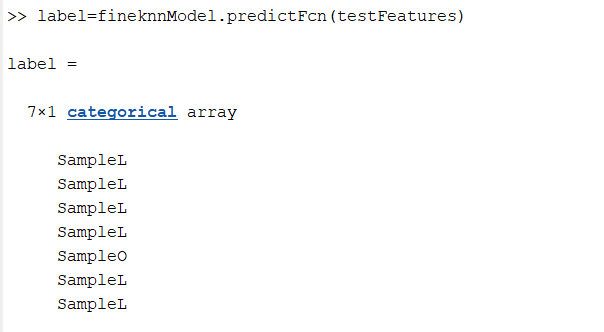 >> label=fineknnModel.predictFcn(testFeatures)
label =
7×1 categorical array
SampleL
SampleL
SampleL
SampleL
SampleO
SampleL
SampleL